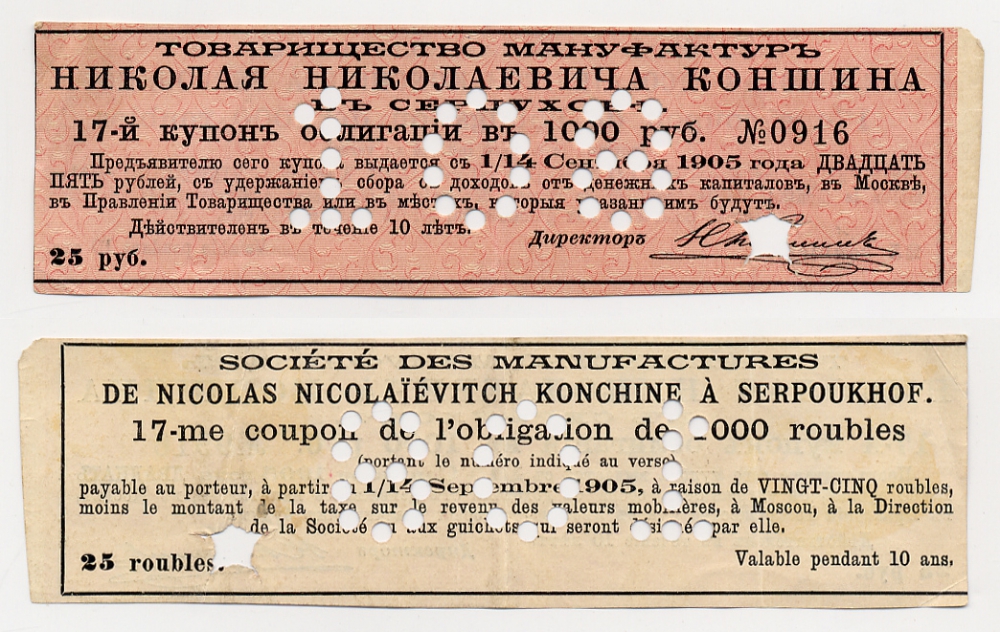 ТОВАРИЩЕСТВО МАНУФАКТУРЪ
НИКОЛАЯ НИКОЛАЕВИЧА КОНШИНА
ВЪ СЕРПУХОВѢ.
17-й купонъ облигаціи въ 1000 руб. №0916
Предъявителю сего купона выдается съ 1/14 Сентября 1905 года ДВАДЦАТЬ
ПЯТЬ рублей, съ удержаніемъ сбора съ доходовъ отъ денежныхъ капиталовъ, въ Москвѣ,
въ Правленіи Товарищества или въ мѣстахъ, которыя указаны имъ будутъ.
Дѣйствителенъ въ теченіе 10 лѣтъ.
Директоръ
25 руб.
SOCIÉTÉ DES MANUFACTURES
DE NICOLAS NICOLAÏÉVITCH KONCHINE À SERPOUKHOF.
17-me coupon de l'obligation de 1000 roubles
(portant le numéro indiqué au verso)
payable au porteur, à partir du 1/14 Septembre 1905, à raison de VINGT-CINQ roubles,
moins le montant de la taxe sur le revenu des valeurs mobilières, à Moscou, à la Direction
de la Société ou aux guichets qui seront désignés par elle.
25 roubles.
Valable pendant 10 ans.